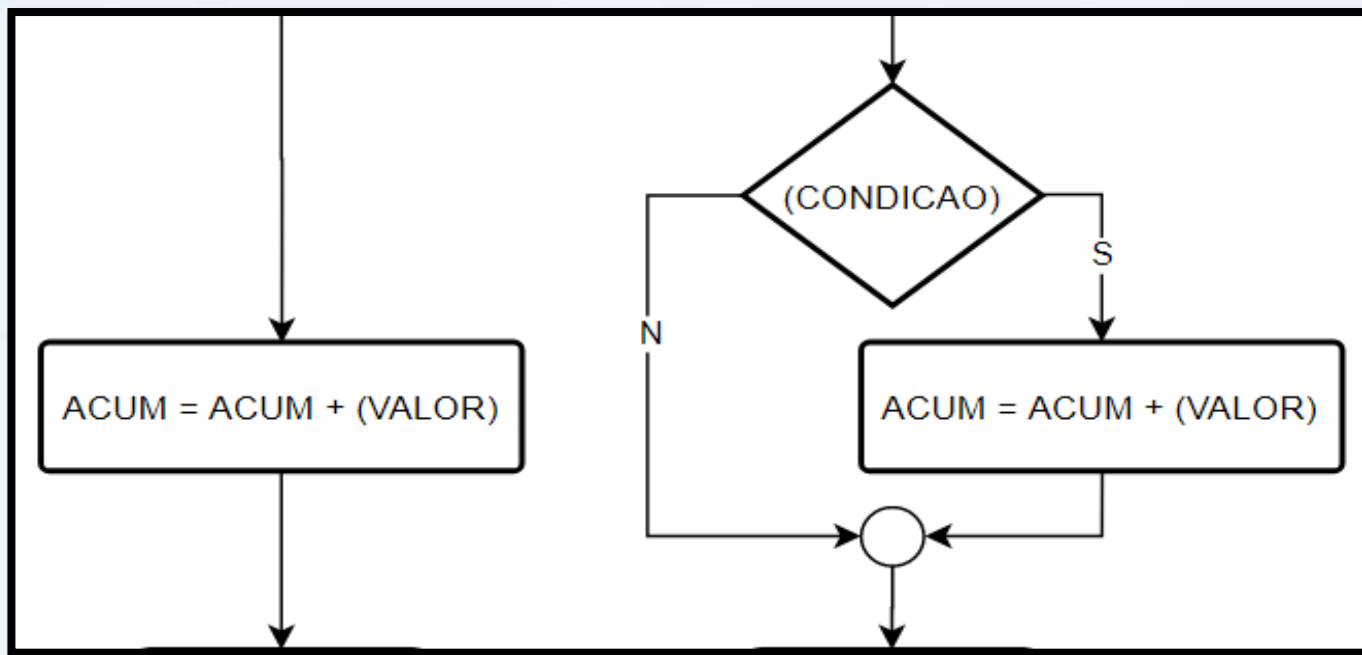 (CONDICAO)
S
N
ACUM = ACUM + (VALOR)
ACUM = ACUM + (VALOR)